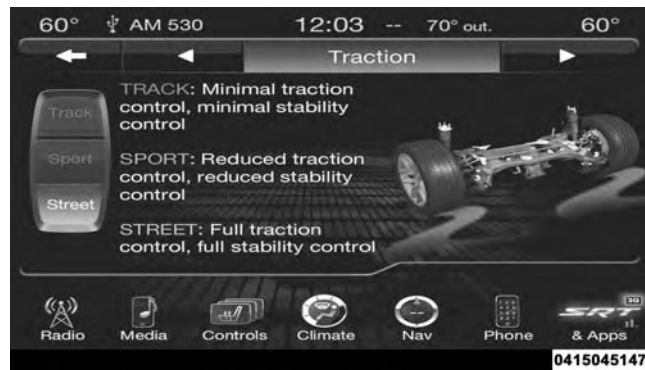 60° AM 530 12:03 -- 70° out. 60°
Traction
TRACK: Minimal traction
control, minimal stability
control
Track
Sport
Street
SPORT: Reduced traction
control, reduced stability
control
STREET: Full traction
control, full stability control
3G
SRT
Radio Media Controls Climate Nav Phone & Apps
0415045147